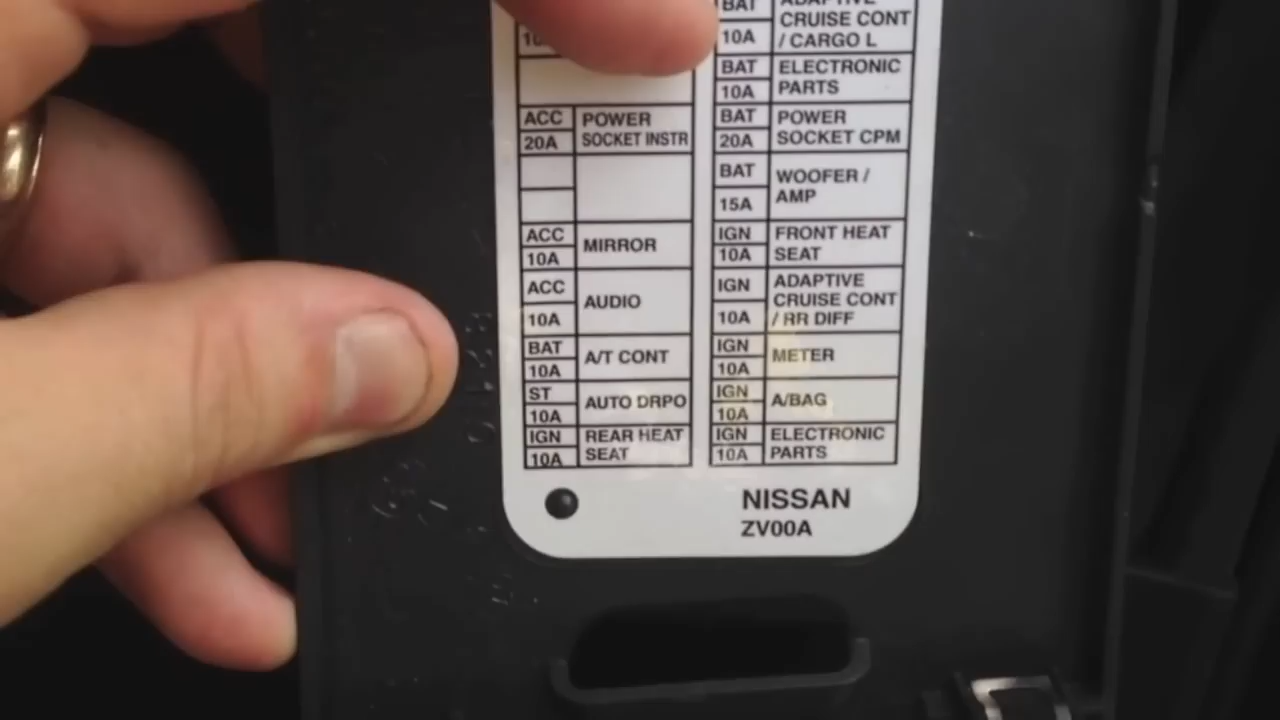 10
ACC
POWER
20A
SOCKET INSTR
ACC
MIRROR
10A
ACC
AUDIO
10A
BAT
A/T CONT
10A
ST
AUTO DRPO
10A
IGN
REAR HEAT
10A
SEAT
BAT
ADAPTIVE
CRUISE CONT
10A
/ CARGO L
BAT
ELECTRONIC
10A
PARTS
BAT
POWER
20A
SOCKET CPM
BAT
WOOFER /
15A
AMP
IGN
FRONT HEAT
10A
SEAT
IGN
ADAPTIVE
CRUISE CONT
10A
/ RR DIFF
IGN
METER
10A
IGN
A/BAG
10A
IGN
ELECTRONIC
10A
PARTS
NISSAN
ZV00A